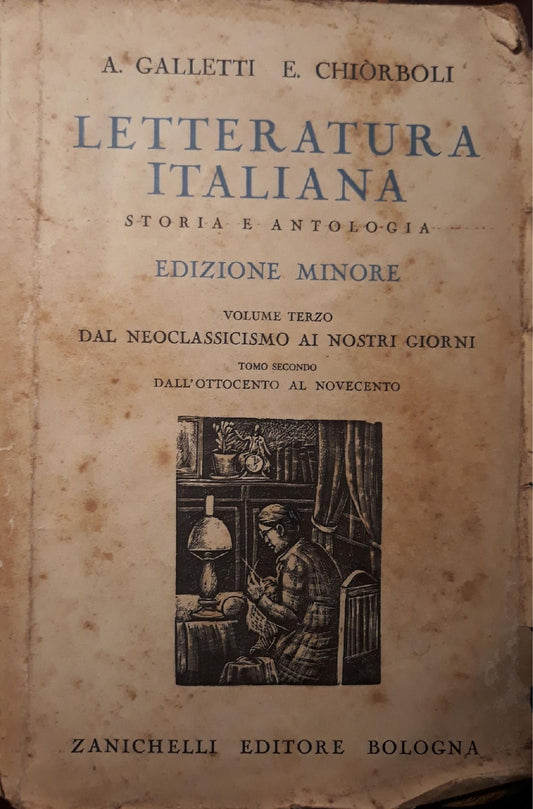 A. GALLETTI E. CHIÒRBOLI
LETTERATURA
ITALIANA
STORIA E ANTOLOGIA
EDIZIONE MINORE
VOLUME TERZO
DAL NEOCLASSICISMO AI NOSTRI GIORNI
TOMO SECONDO
DALL'OTTOCENTO AL NOVECENTO
ZANICHELLI EDITORE BOLOGNA